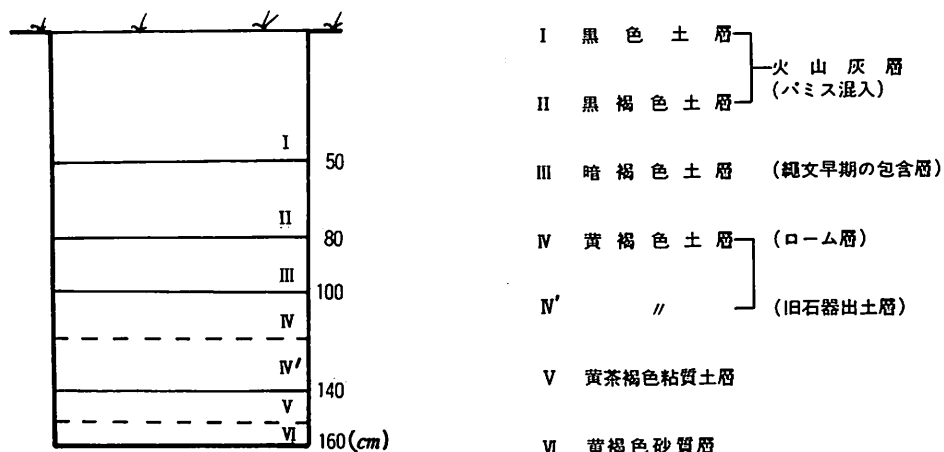 I
50
II
80
III
100
IV
IV'
140
V
VI
160(cm)
I 黒色土層
火山灰層
(パミス混入)
II 黒褐色土層
III 暗褐色土層 (縄文早期の包含層)
IV 黄褐色土層 (ローム層)
IV' 〃 (旧石器出土層)
V 黄茶褐色粘質土層
VI 黄褐色砂質層